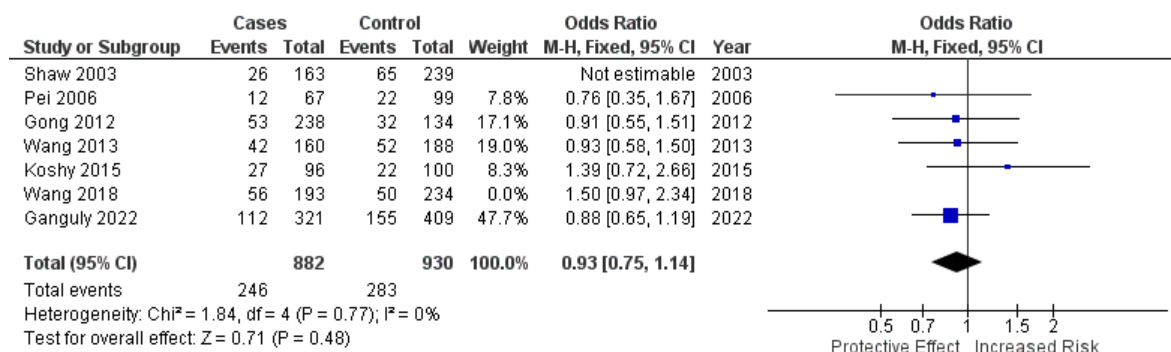 Cases Control Odds Ratio Odds Ratio
Study or Subgroup Events Total Events Total Weight M-H, Fixed, 95% CI Year M-H, Fixed, 95% CI
Shaw 2003 26 163 65 239 Not estimable 2003
Pei 2006 12 67 22 99 7.8% 0.76 [0.35, 1.67] 2006
Gong 2012 53 238 32 134 17.1% 0.91 [0.55, 1.51] 2012
Wang 2013 42 160 52 188 19.0% 0.93 [0.58, 1.50] 2013
Koshy 2015 27 96 22 100 8.3% 1.39 [0.72, 2.66] 2015
Wang 2018 56 193 50 234 0.0% 1.50 [0.97, 2.34] 2018
Ganguly 2022 112 321 155 409 47.7% 0.88 [0.65, 1.19] 2022
Total (95% CI) 882 930 100.0% 0.93 [0.75, 1.14]
Total events 246 283
Heterogeneity: Chi² = 1.84, df = 4 (P = 0.77); I² = 0%
Test for overall effect: Z = 0.71 (P = 0.48)
0.5 0.7 1 1.5 2
Protective Effect Increased Risk